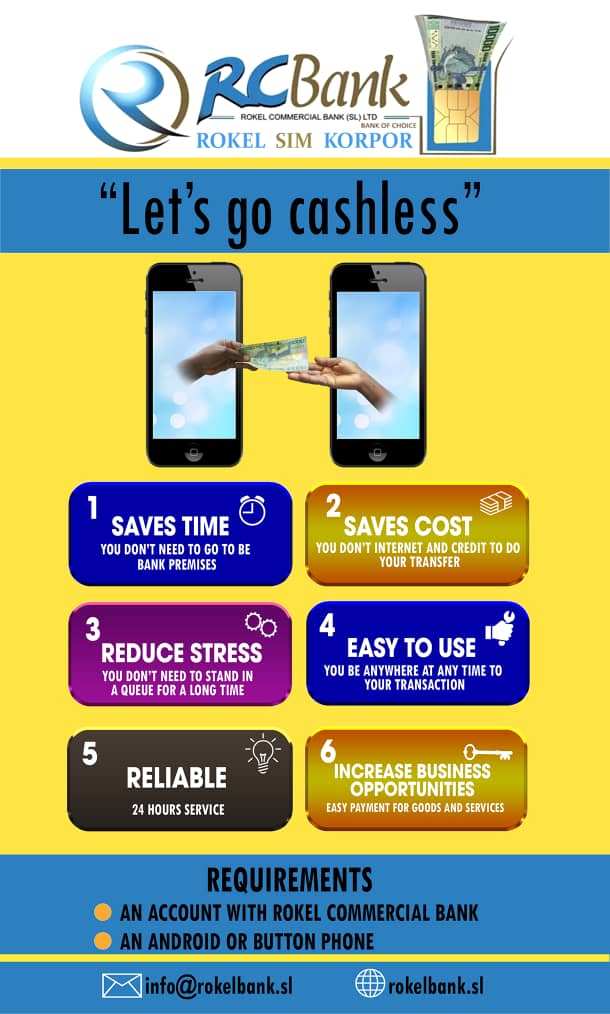 RCBank
ROKEL COMMERCIAL BANK (SL) LTD
BANK OF CHOICE
ROKEL SIM KORPOR
"Let's go cashless"
1
SAVES TIME
YOU DON'T NEED TO GO TO BE
BANK PREMISES
2
SAVES COST
YOU DON'T INTERNET AND CREDIT TO DO
YOUR TRANSFER
3
REDUCE STRESS
YOU DON'T NEED TO STAND IN
A QUEUE FOR A LONG TIME
4
EASY TO USE
YOU BE ANYWHERE AT ANY TIME TO
YOUR TRANSACTION
5
RELIABLE
24 HOURS SERVICE
6
INCREASE BUSINESS
OPPORTUNITIES
EASY PAYMENT FOR GOODS AND SERVICES
REQUIREMENTS
AN ACCOUNT WITH ROKEL COMMERCIAL BANK
AN ANDROID OR BUTTON PHONE
info@rokelbank.sl
rokelbank.sl